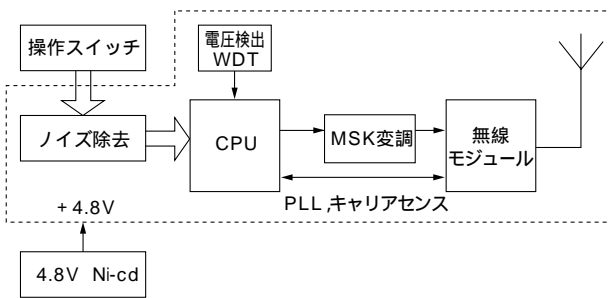 操作スイッチ
電圧検出
WDT
ノイズ除去
CPU
MSK変調
無線
モジュール
PLL,キャリアセンス
+4.8V
4.8V Ni-cd